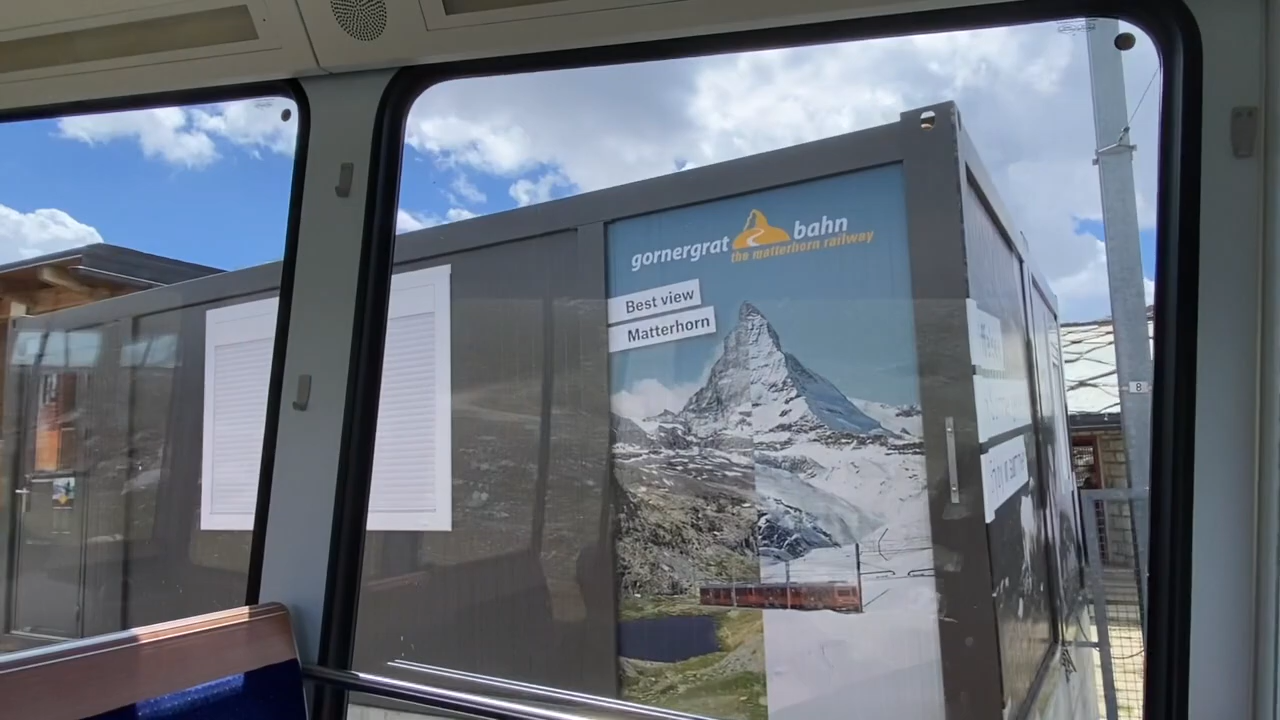 gornergrat bahn
the matterhorn railway
Best view
Matterhorn
8